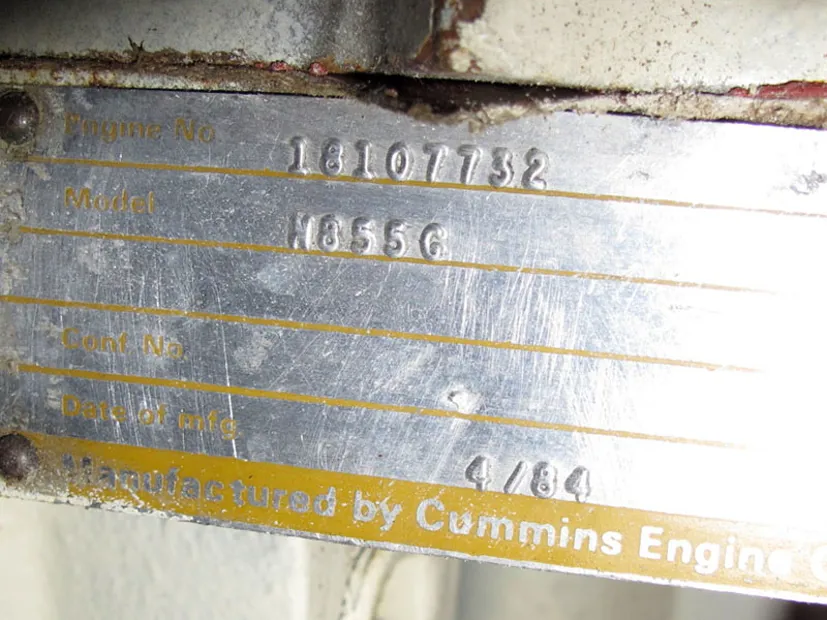 Engine No 18107732
Model N855G
Conf. No
Date of mfg. 4/84
Manufactured by Cummins Engine